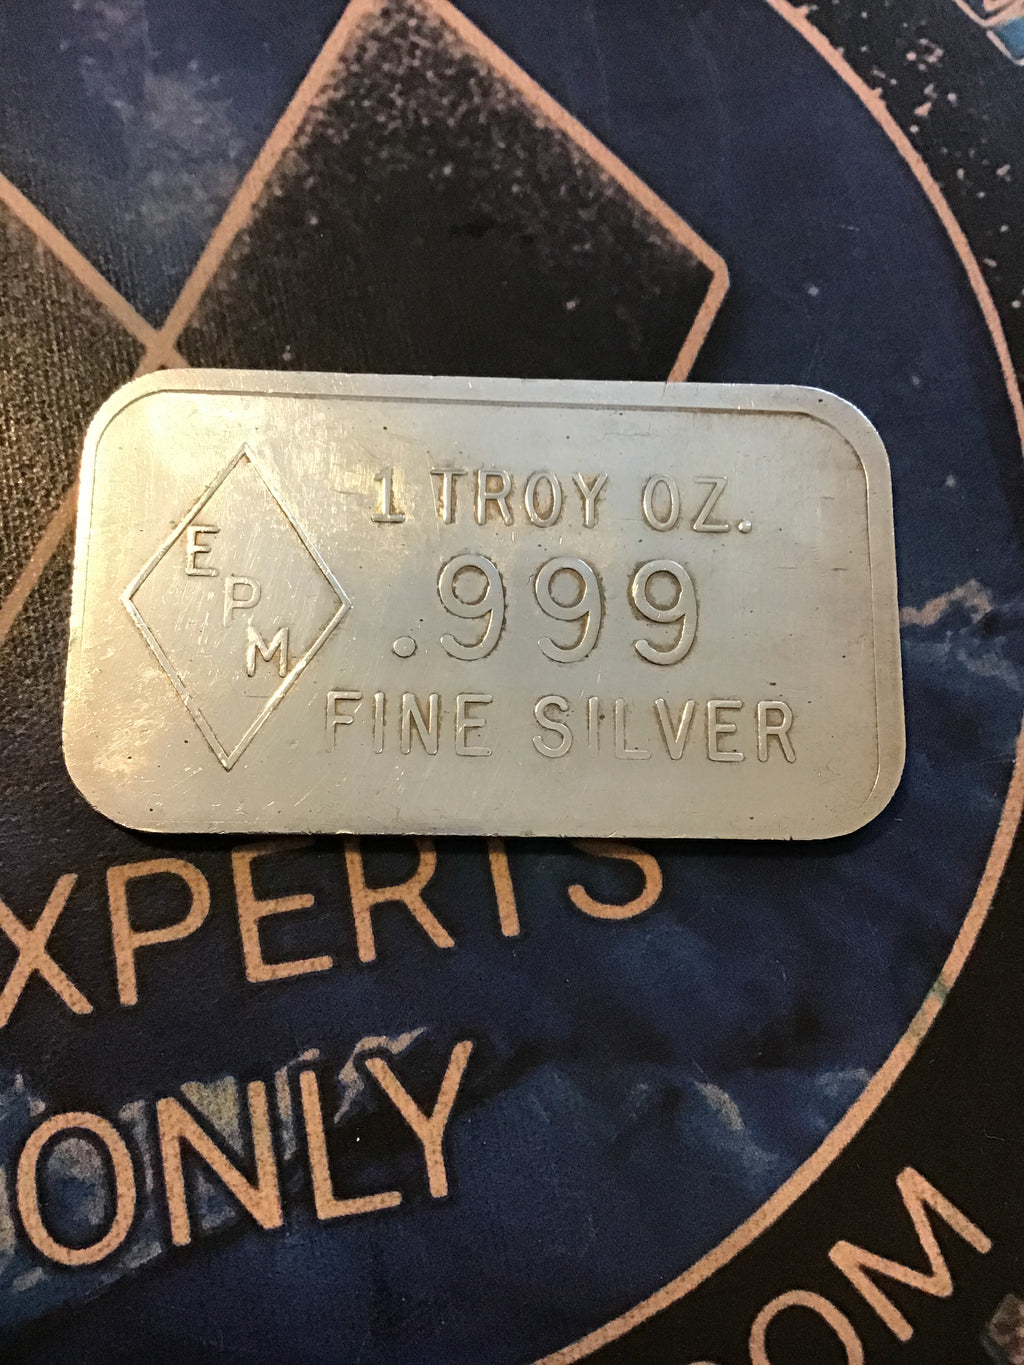 E
P
M
1 TROY OZ.
.999
FINE SILVER
XPERTS
ONLY
OM